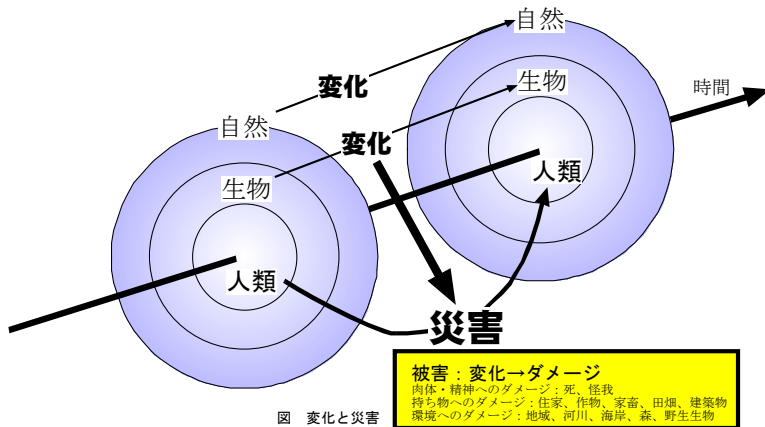 自然
変化
生物
時間
自然
変化
生物
人類
人類
災害
被害：変化→ダメージ
肉体・精神へのダメージ：死、怪我
持ち物へのダメージ：住家、作物、家畜、田畑、建築物
環境へのダメージ：地域、河川、海岸、森、野生生物
図　変化と災害